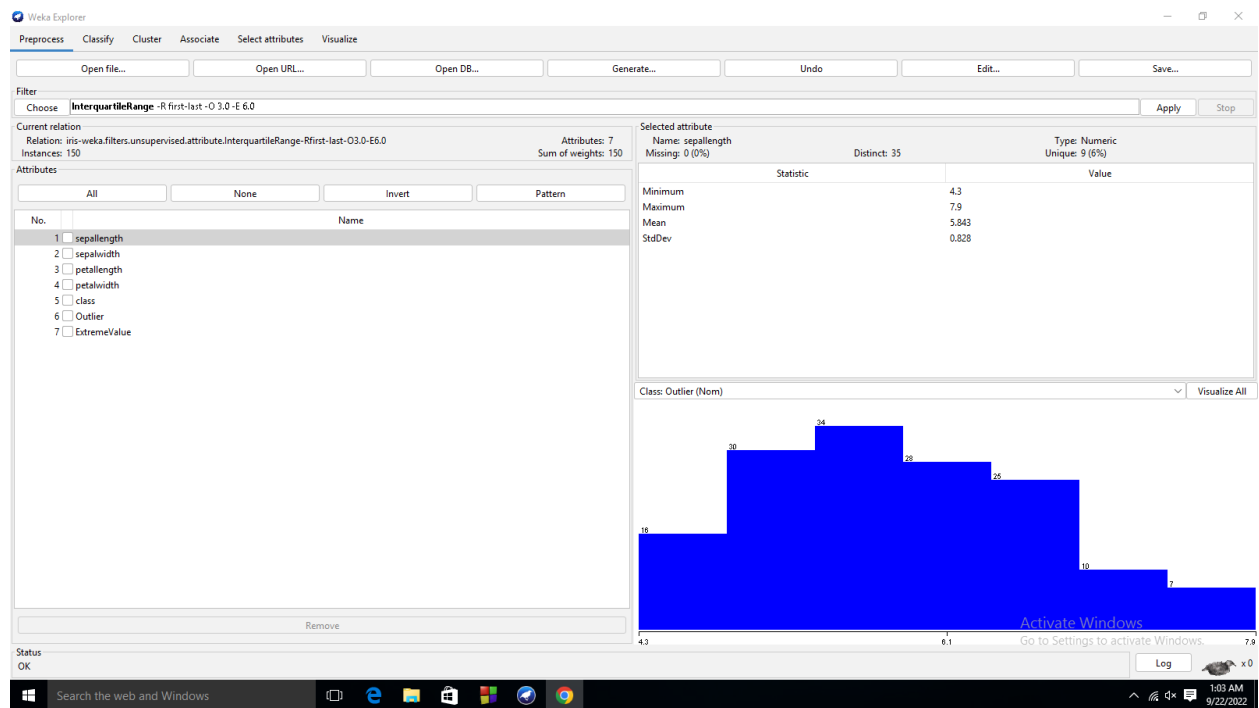 Weka Explorer
Preprocess Classify Cluster Associate Select attributes Visualize
Open file... Open URL... Open DB... Generate... Undo Edit... Save...
Filter
Choose InterquartileRange -R first-last -O 3.0 -E 6.0 Apply Stop
Current relation
Relation: iris-weka.filters.unsupervised.attribute.InterquartileRange-Rfirst-last-O3.0-E6.0 Attributes: 7
Instances: 150 Sum of weights: 150
Attributes
All None Invert Pattern
No. Name
1 sepallength
2 sepalwidth
3 petallength
4 petalwidth
5 class
6 Outlier
7 ExtremeValue
Remove
Selected attribute
Name: sepallength Type: Numeric
Missing: 0 (0%) Distinct: 35 Unique: 9 (6%)
Statistic Value
Minimum 4.3
Maximum 7.9
Mean 5.843
StdDev 0.828
Class: Outlier (Nom) Visualize All
16 30 34 28 25 10 7
4.3 6.1 7.9
Activate Windows
Go to Settings to activate Windows.
Status
OK Log x 0
Search the web and Windows 1:03 AM
9/22/2022